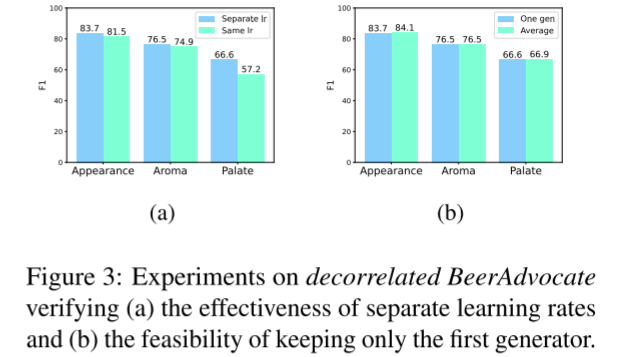 100
80
60
40
20
0
F1
83.7
81.5
76.5
74.9
66.6
57.2
Separate lr
Same lr
Appearance
Aroma
Palate
(a)
100
80
60
40
20
0
F1
83.7
84.1
76.5
76.5
66.6
66.9
One gen
Average
Appearance
Aroma
Palate
(b)
Figure 3: Experiments on decorrelated BeerAdvocate
verifying (a) the effectiveness of separate learning rates
and (b) the feasibility of keeping only the first generator.